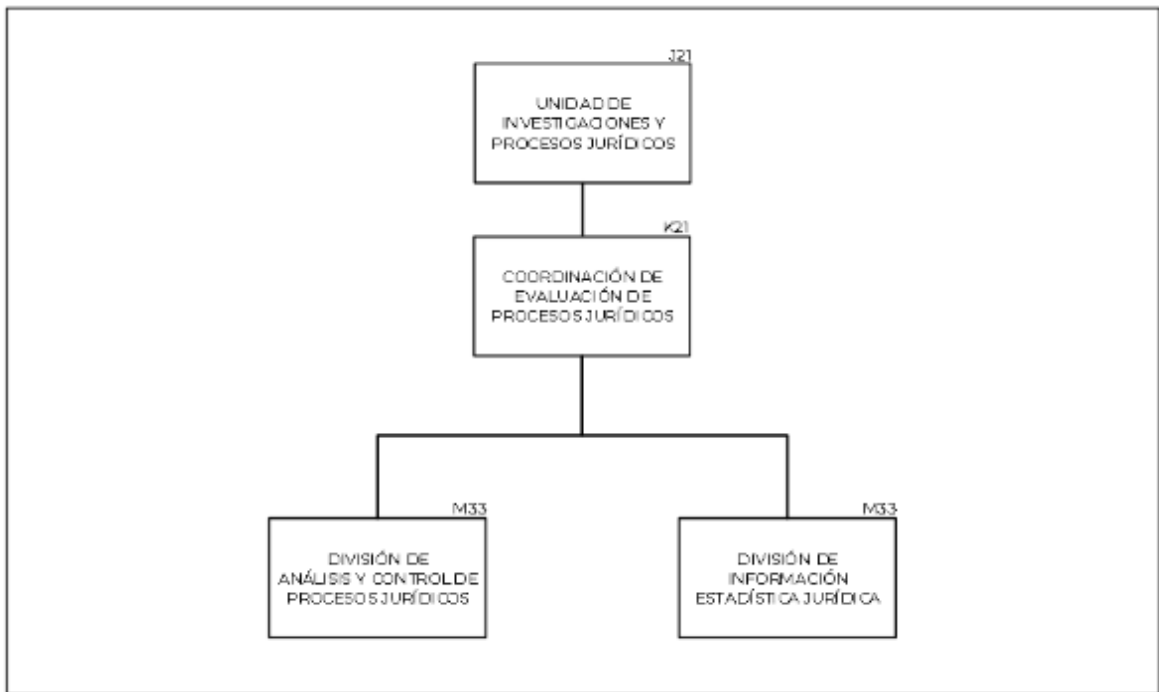 J21
UNIDAD DE
INVESTIGACIONES Y
PROCESOS JURÍDICOS
K21
COORDINACIÓN DE
EVALUACIÓN DE
PROCESOS JURÍDICOS
M33
DIVISIÓN DE
ANÁLISIS Y CONTROL DE
PROCESOS JURÍDICOS
M33
DIVISIÓN DE
INFORMACIÓN
ESTADÍSTICA JURÍDICA